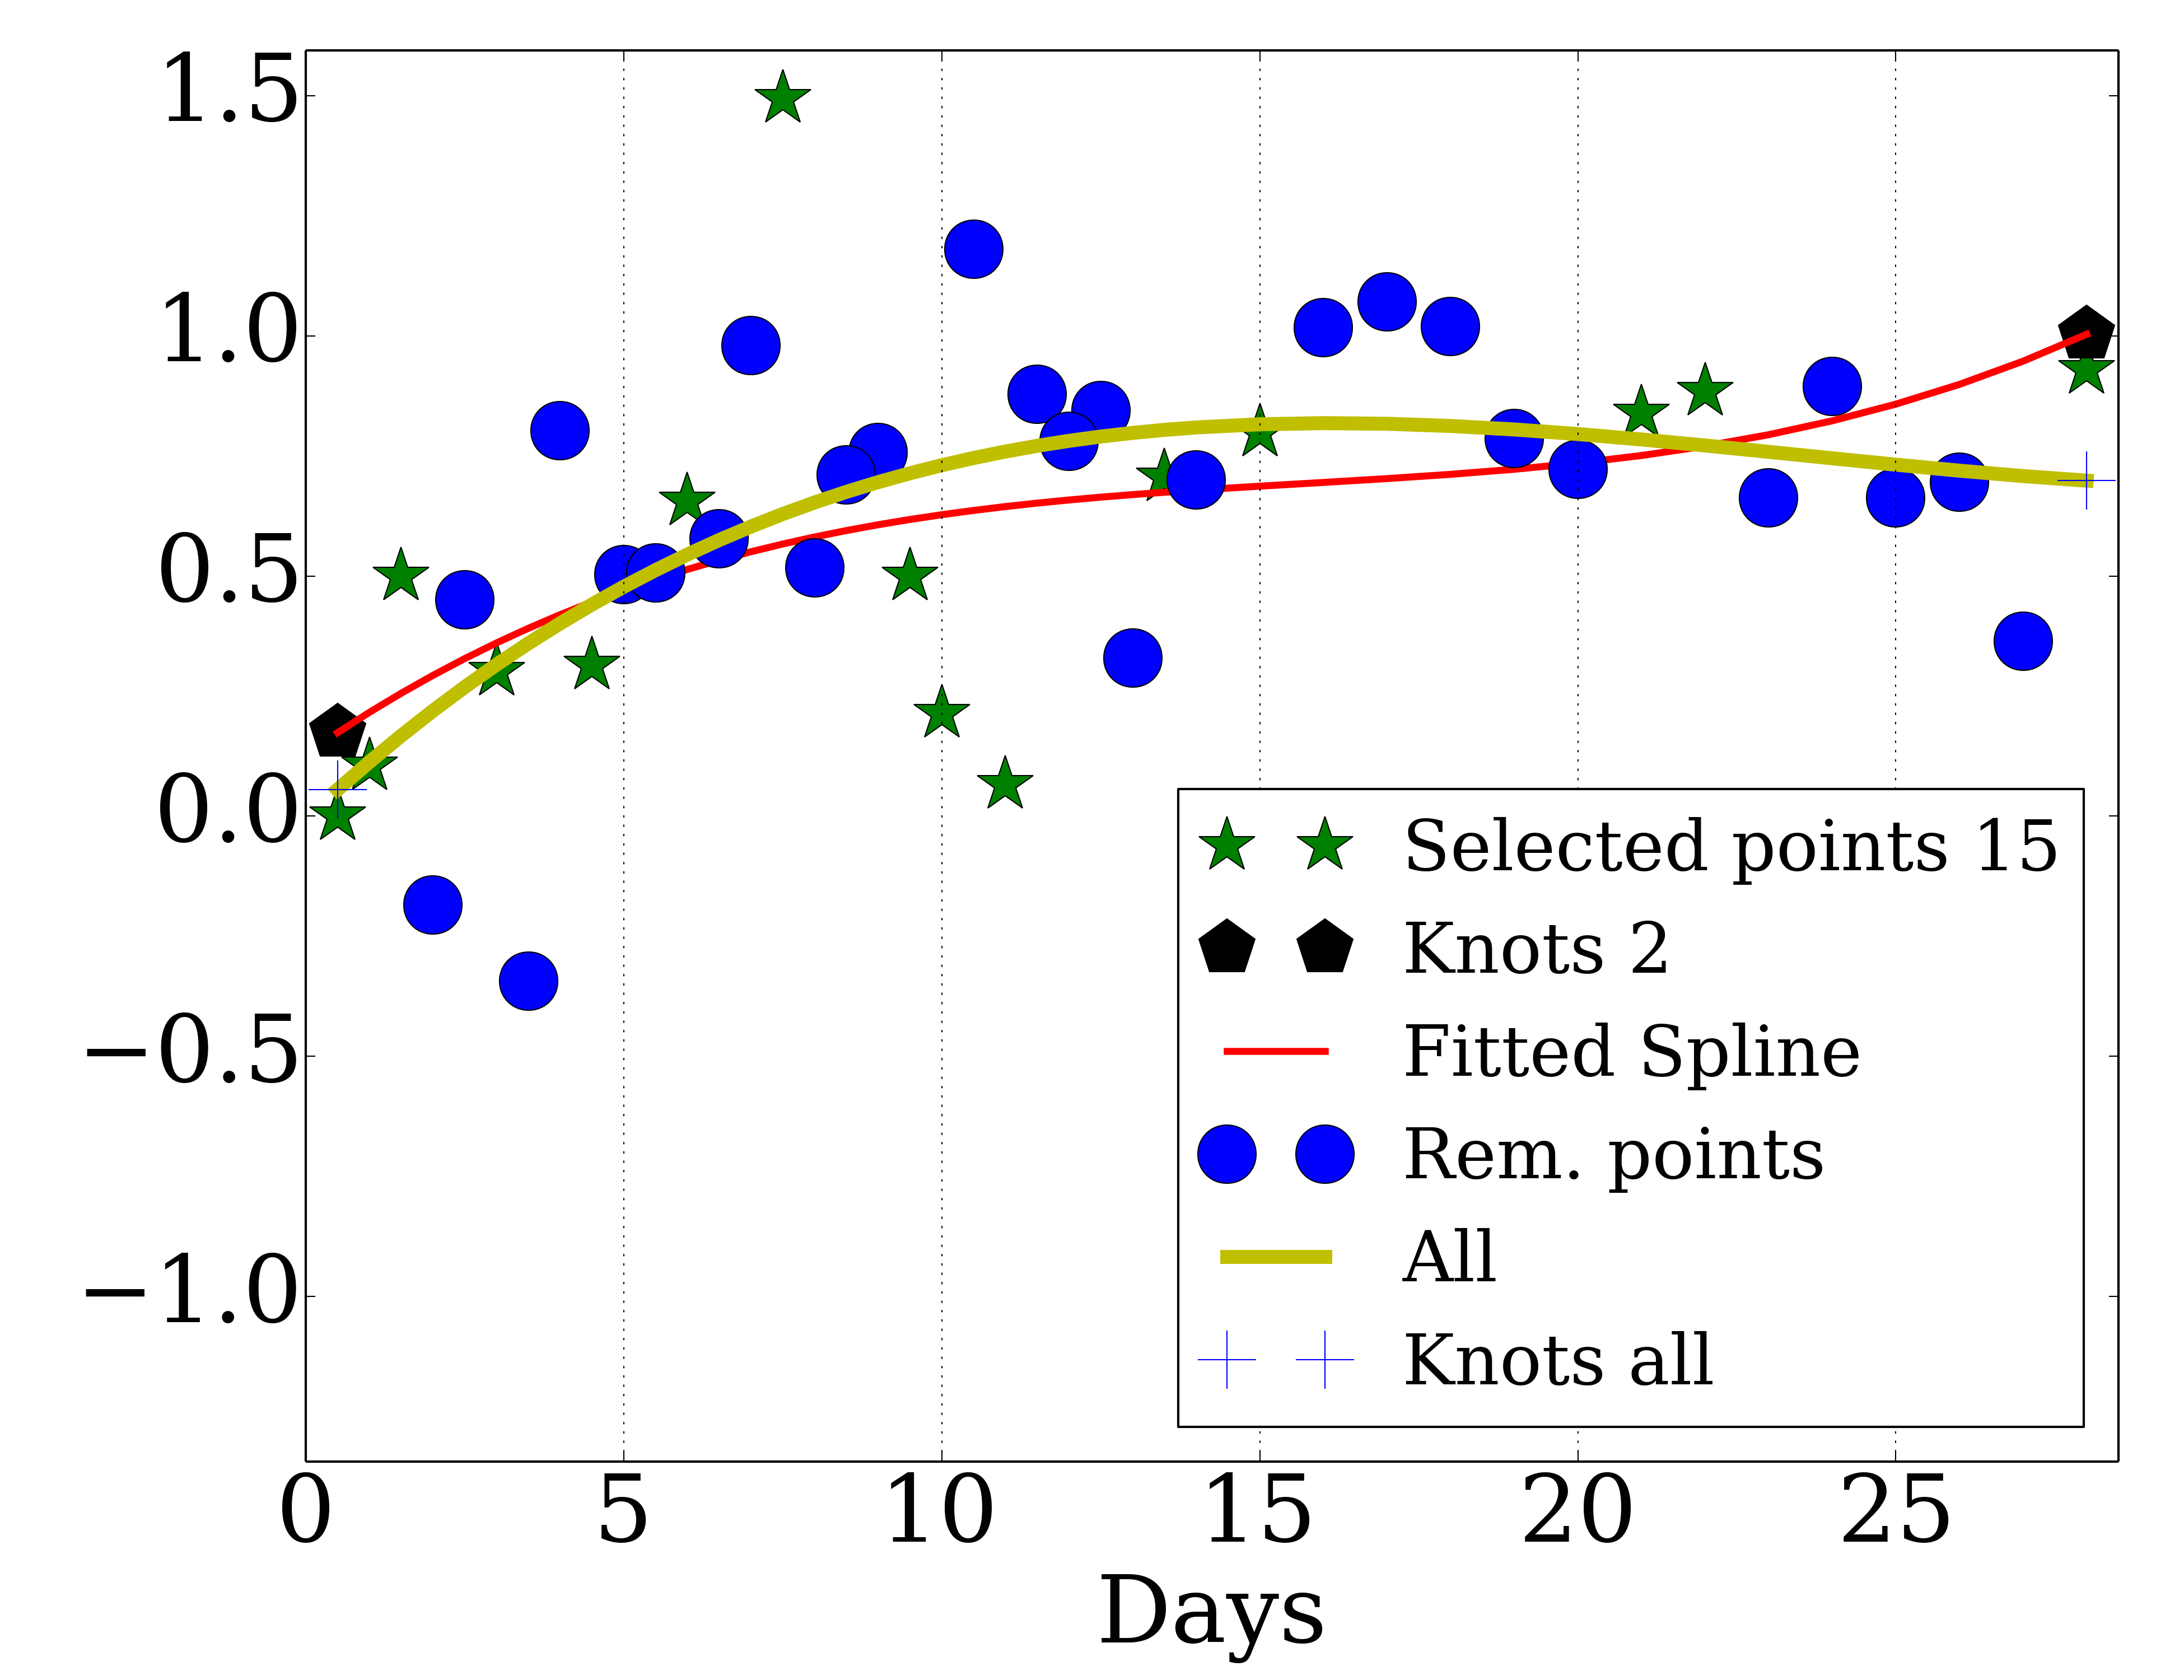 1.5
1.0
0.5
0.0
−0.5
−1.0
Selected points 15
Knots 2
Fitted Spline
Rem. points
All
Knots all
0 5 10 15 20 25
Days